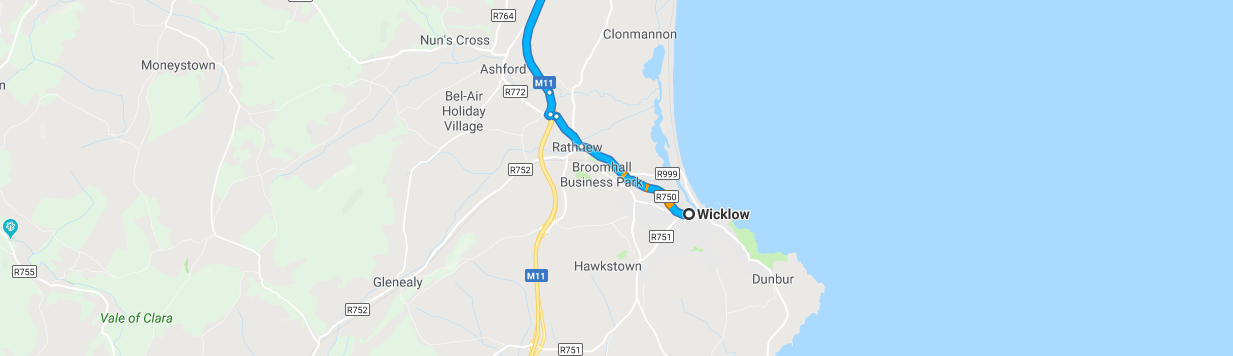 R764
Nun's Cross
Clonmannon
Moneystown
Ashford
M11
R772
Bel-Air
Holiday
Village
Rathnew
R752
Broomhall
Business Park
R999
R750
Wicklow
R751
Hawkstown
R755
M11
Dunbur
Glenealy
R752
Vale of Clara
R751